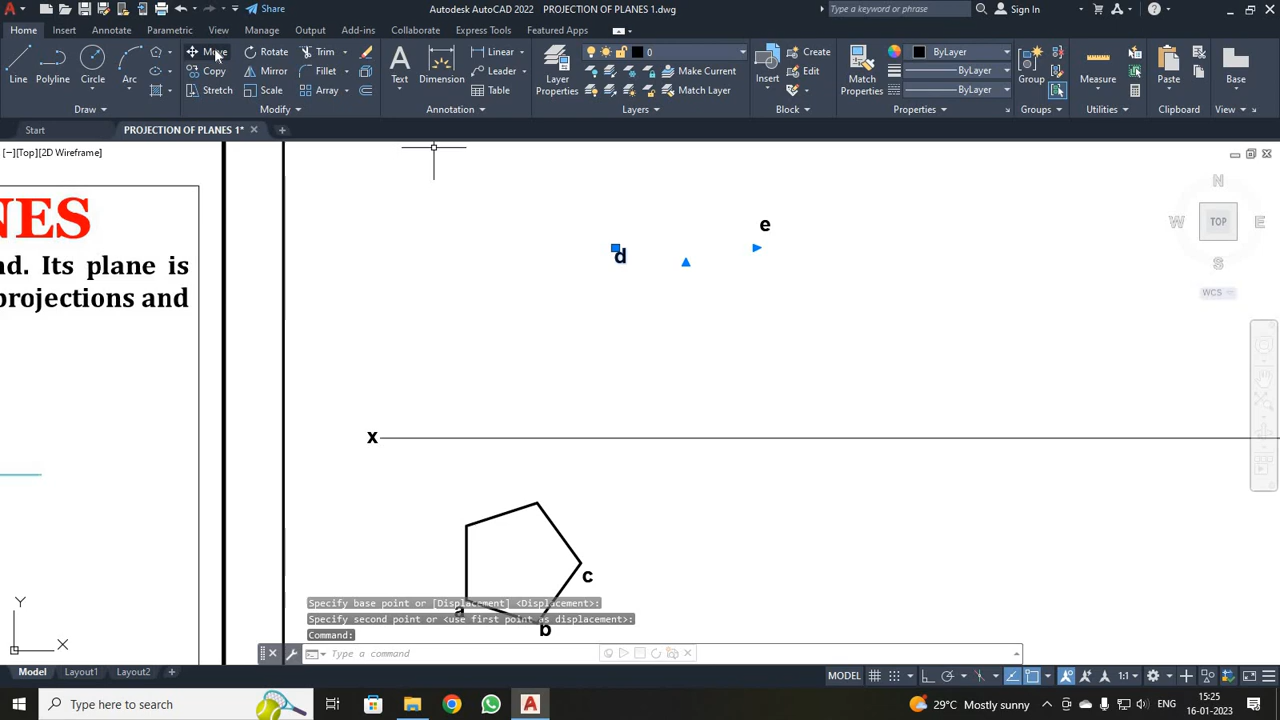 Share
Autodesk AutoCAD 2022 PROJECTION OF PLANES 1.dwg
Type a keyword or phrase
Sign In
Home Insert Annotate Parametric View Manage Output Add-ins Collaborate Express Tools Featured Apps
Move Rotate Trim Linear 0 Create ByLayer
Copy Mirror Fillet Leader Make Current Edit ByLayer
Line Polyline Circle Arc Text Dimension Layer Properties Insert Match Properties Group Measure Paste Base
Stretch Scale Array Table Match Layer ByLayer
Draw Modify Annotation Layers Block Properties Groups Utilities Clipboard View
Start PROJECTION OF PLANES 1*
[−][Top][2D Wireframe]
N
W TOP E
S
WCS
NES
nd. Its plane is
projections and
e
d
x
c
a
b
Specify base point or [Displacement] <Displacement>:
Specify second point or <use first point as displacement>:
Command:
Type a command
Y
X
Model Layout1 Layout2
MODEL 1:1
Type here to search
29°C Mostly sunny ENG 15:25
16-01-2023